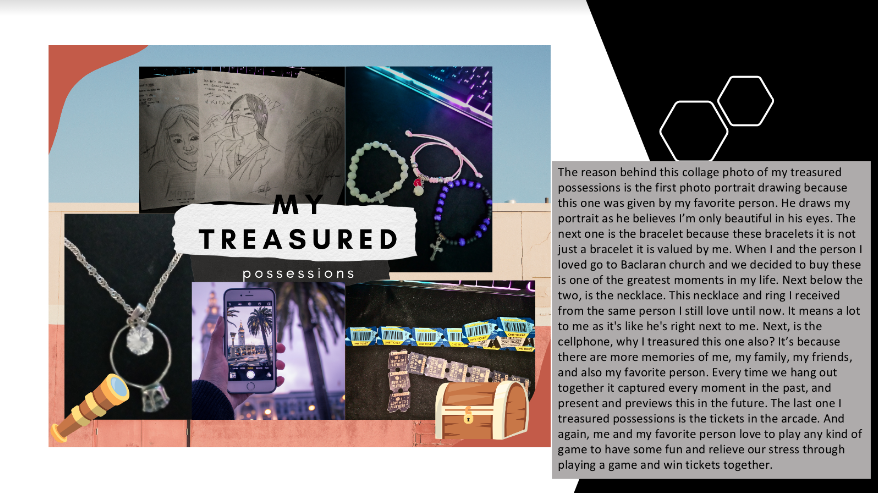 MY
TREASURED
possessions
The reason behind this collage photo of my treasured
possessions is the first photo portrait drawing because
this one was given by my favorite person. He draws my
portrait as he believes I'm only beautiful in his eyes. The
next one is the bracelet because these bracelets it is not
just a bracelet it is valued by me. When I and the person I
loved go to Baclaran church and we decided to buy these
is one of the greatest moments in my life. Next below the
two, is the necklace. This necklace and ring I received
from the same person I still love until now. It means a lot
to me as it's like he's right next to me. Next, is the
cellphone, why I treasured this one also? It's because
there are more memories of me, my family, my friends,
and also my favorite person. Every time we hang out
together it captured every moment in the past, and
present and previews this in the future. The last one I
treasured possessions is the tickets in the arcade. And
again, me and my favorite person love to play any kind of
game to have some fun and relieve our stress through
playing a game and win tickets together.